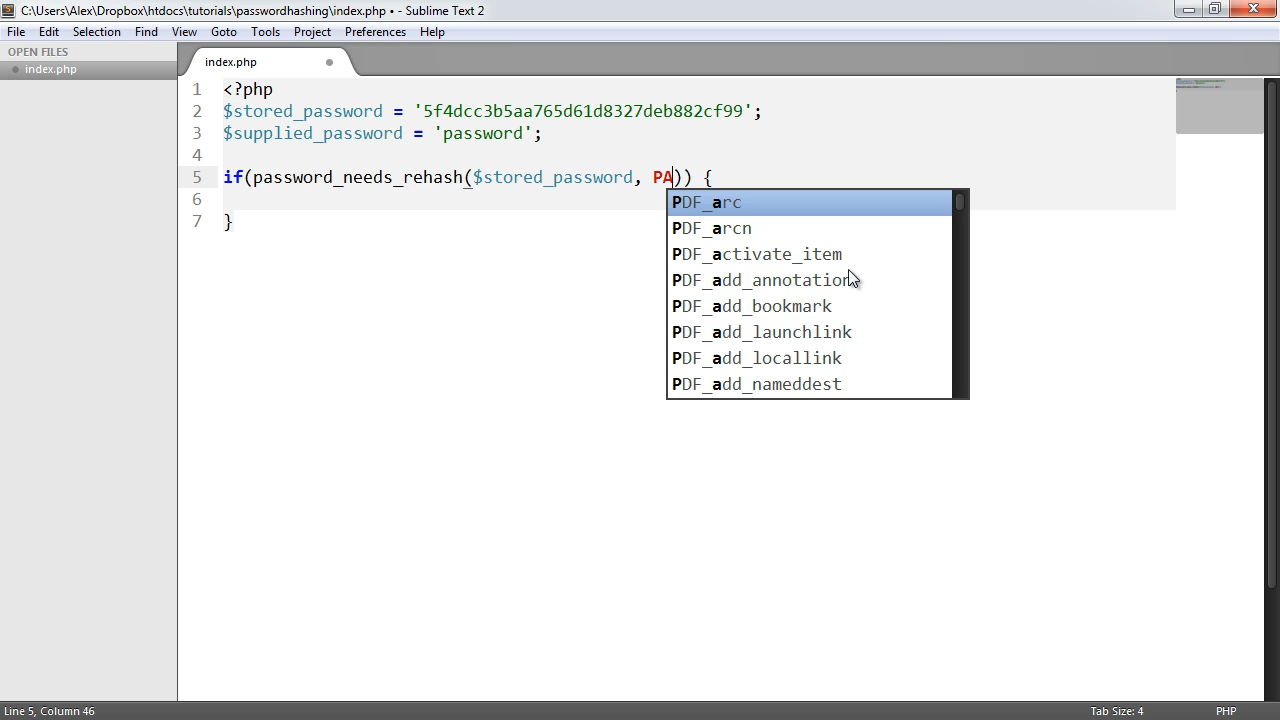 C:\Users\Alex\Dropbox\htdocs\tutorials\passwordhashing\index.php • - Sublime Text 2
File Edit Selection Find View Goto Tools Project Preferences Help
OPEN FILES
index.php
index.php
1 <?php
2 $stored_password = '5f4dcc3b5aa765d61d8327deb882cf99';
3 $supplied_password = 'password';
4
5 if(password_needs_rehash($stored_password, PA)) {
6
7 }
PDF_arc
PDF_arcn
PDF_activate_item
PDF_add_annotation
PDF_add_bookmark
PDF_add_launchlink
PDF_add_locallink
PDF_add_nameddest
Line 5, Column 46
Tab Size: 4
PHP